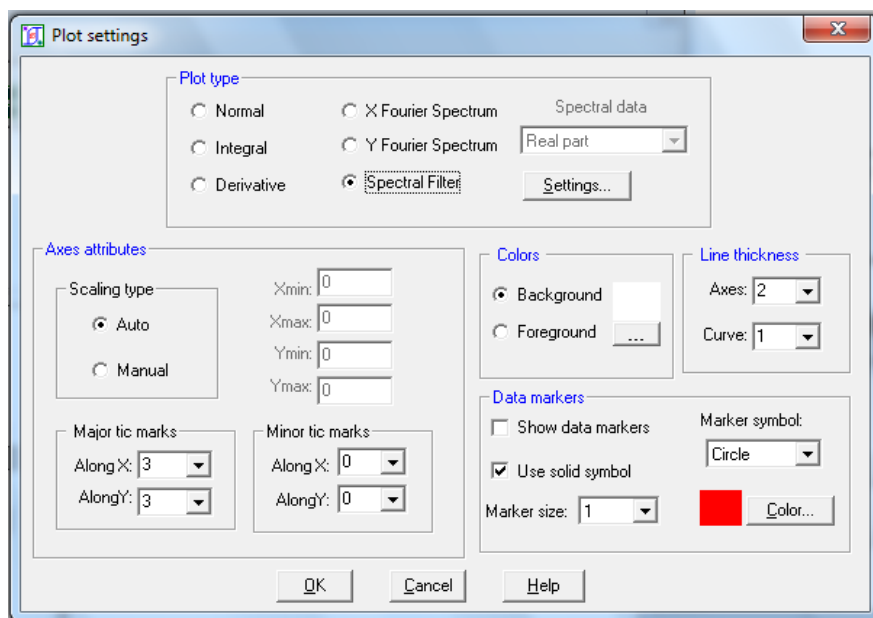 Plot settings
Plot type
Normal
X Fourier Spectrum
Spectral data
Integral
Y Fourier Spectrum
Real part
Derivative
Spectral Filter
Settings...
Axes attributes
Scaling type
Auto
Manual
Xmin: 0
Xmax: 0
Ymin: 0
Ymax: 0
Major tic marks
Along X: 3
AlongY: 3
Minor tic marks
Along X: 0
AlongY: 0
Colors
Background
Foreground
...
Line thickness
Axes: 2
Curve: 1
Data markers
Show data markers
Marker symbol:
Circle
Use solid symbol
Marker size: 1
Color...
OK
Cancel
Help